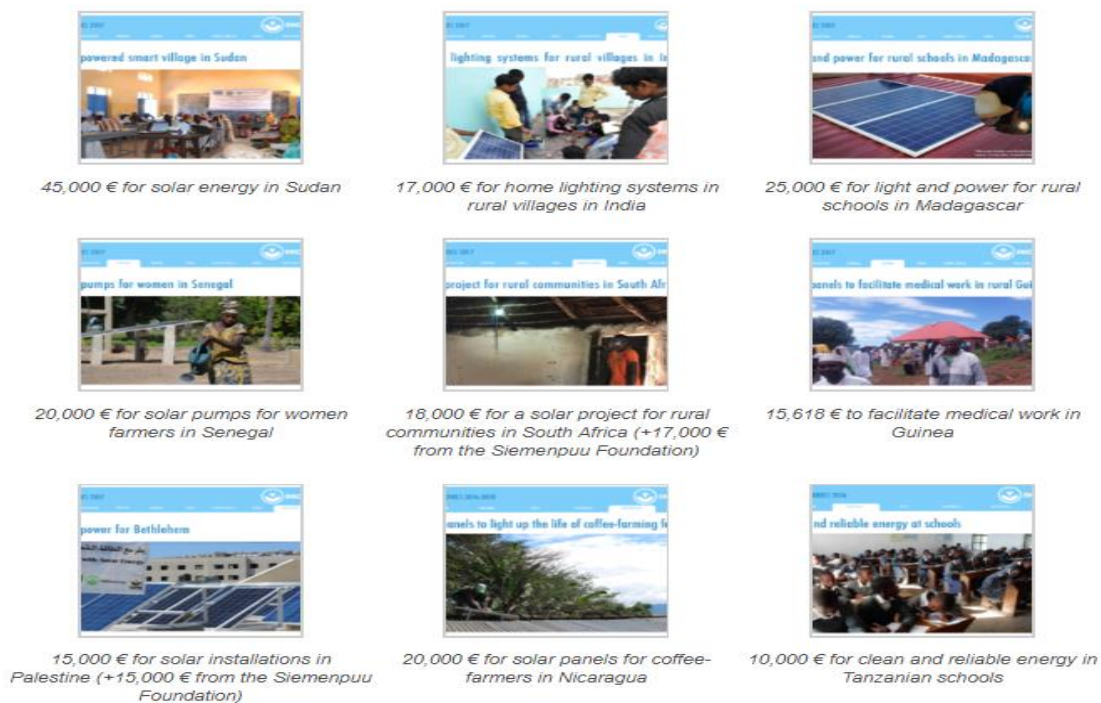 powered smart village in Sudan
lighting systems for rural villages in
and power for rural schools in Madagascar
45,000 € for solar energy in Sudan
17,000 € for home lighting systems in
rural villages in India
25,000 € for light and power for rural
schools in Madagascar
pumps for women in Senegal
project for rural communities in South Afr
panels to facilitate medical work in rural Gui
20,000 € for solar pumps for women
farmers in Senegal
18,000 € for a solar project for rural
communities in South Africa (+17,000 €
from the Siemenpuu Foundation)
15,618 € to facilitate medical work in
Guinea
power for Bethlehem
anels to light up the life of coffee-farming
nd reliable energy at schools
15,000 € for solar installations in
Palestine (+15,000 € from the Siemenpuu
Foundation)
20,000 € for solar panels for coffee-
farmers in Nicaragua
10,000 € for clean and reliable energy in
Tanzanian schools